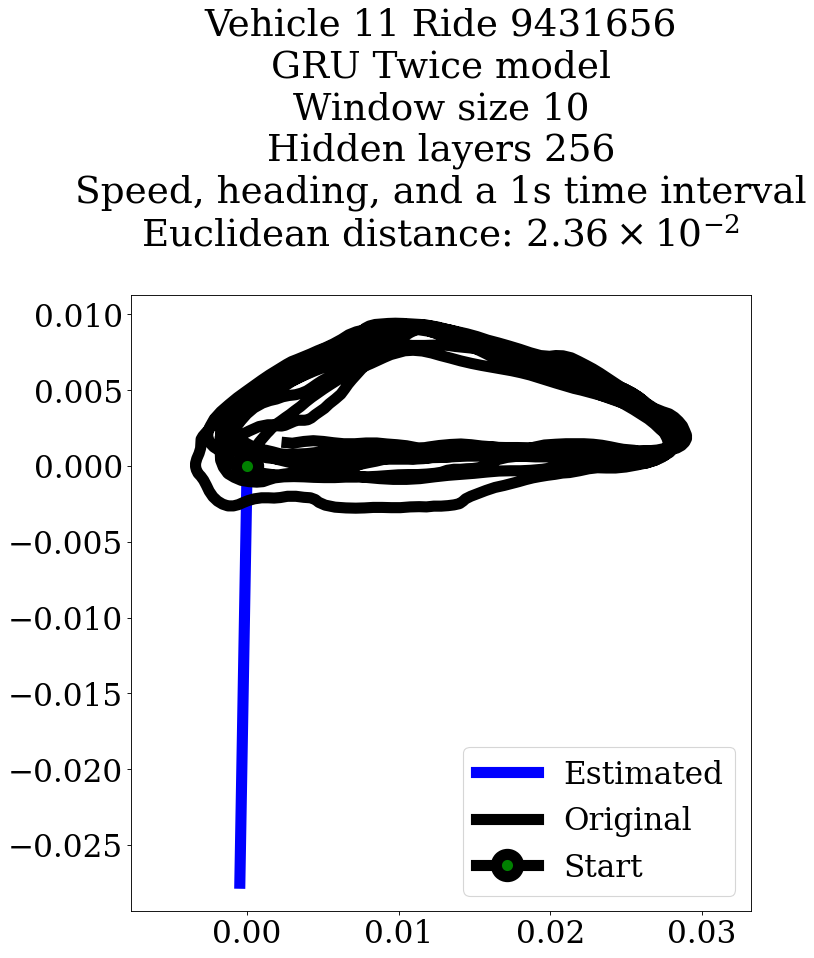 Vehicle 11 Ride 9431656
GRU Twice model
Window size 10
Hidden layers 256
Speed, heading, and a 1s time interval
Euclidean distance: 2.36 × 10⁻²
0.010
0.005
0.000
−0.005
−0.010
−0.015
−0.020
−0.025
Estimated
Original
Start
0.00 0.01 0.02 0.03